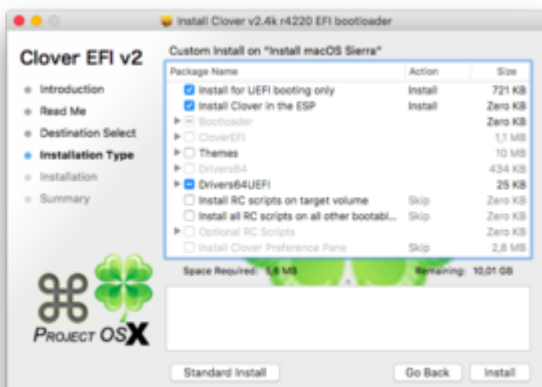 Install Clover v2.4k r4220 EFI bootloader
Clover EFI v2
Introduction
Read Me
Destination Select
Installation Type
Installation
Summary
PROJECT OSX
Custom Install on "Install macOS Sierra"
Package Name Action Size
Install for UEFI booting only Install 721 KB
Install Clover in the ESP Install Zero KB
Bootloader Zero KB
CloverEFI 1,1 MB
Themes 10 MB
Drivers64 434 KB
Drivers64UEFI 25 KB
Install RC scripts on target volume Skip Zero KB
Install all RC scripts on all other bootabl... Skip Zero KB
Optional RC Scripts Zero KB
Install Clover Preference Pane Skip 2,8 MB
Space Required: 5,6 MB Remaining: 10,01 GB
Standard Install Go Back Install